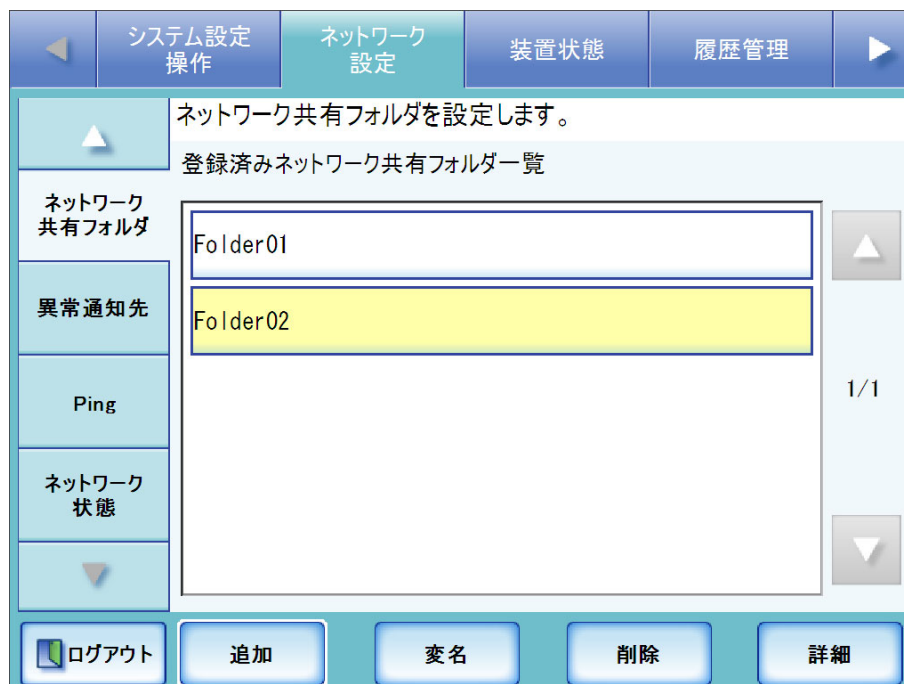 システム設定
操作
ネットワーク
設定
装置状態
履歴管理
ネットワーク共有フォルダを設定します。
登録済みネットワーク共有フォルダ一覧
ネットワーク
共有フォルダ
異常通知先
Ping
ネットワーク
状態
Folder01
Folder02
1/1
ログアウト
追加
変名
削除
詳細